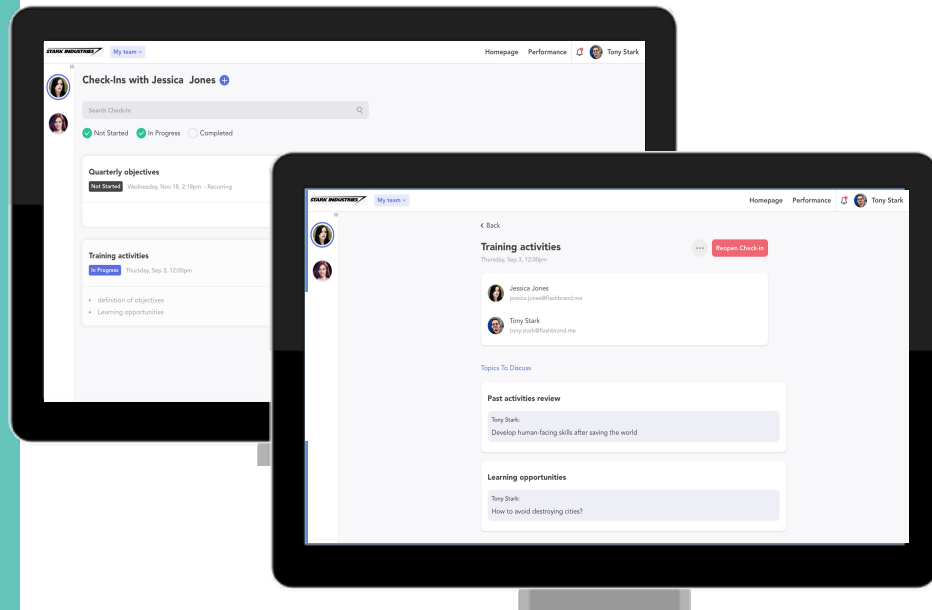 STARK INDUSTRIES
My team
Homepage Performance Tony Stark
Check-Ins with Jessica Jones
Search Check-In
Not Started In Progress Completed
Quarterly objectives
Not Started Wednesday, Nov 18, 2:18pm - Recurring
Training activities
In Progress Thursday, Sep 3, 12:00pm
• definition of objectives
• Learning opportunities
STARK INDUSTRIES
My team
Homepage Performance Tony Stark
Back
Training activities
Reopen Check-in
Thursday, Sep 3, 12:00pm
Jessica Jones
jessica.jones@flashbrand.me
Tony Stark
tony.stark@flashbrand.me
Topics To Discuss
Past activities review
Tony Stark:
Develop human-facing skills after saving the world
Learning opportunities
Tony Stark:
How to avoid destroying cities?